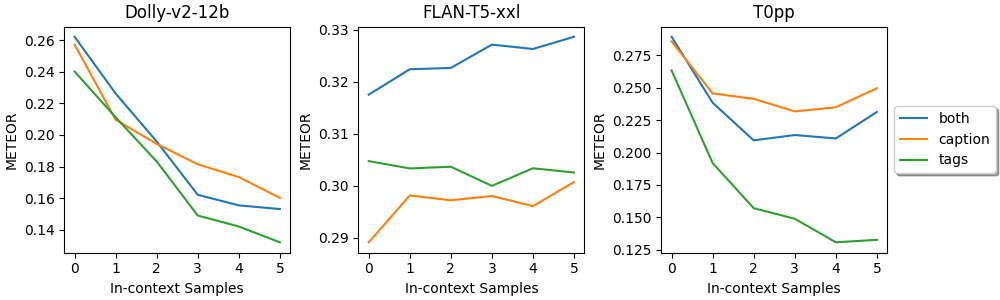 Dolly-v2-12b
FLAN-T5-xxl
T0pp
METEOR
0.26
0.24
0.22
0.20
0.18
0.16
0.14
0 1 2 3 4 5
In-context Samples
METEOR
0.33
0.32
0.31
0.30
0.29
0 1 2 3 4 5
In-context Samples
METEOR
0.275
0.250
0.225
0.200
0.175
0.150
0.125
0 1 2 3 4 5
In-context Samples
both
caption
tags